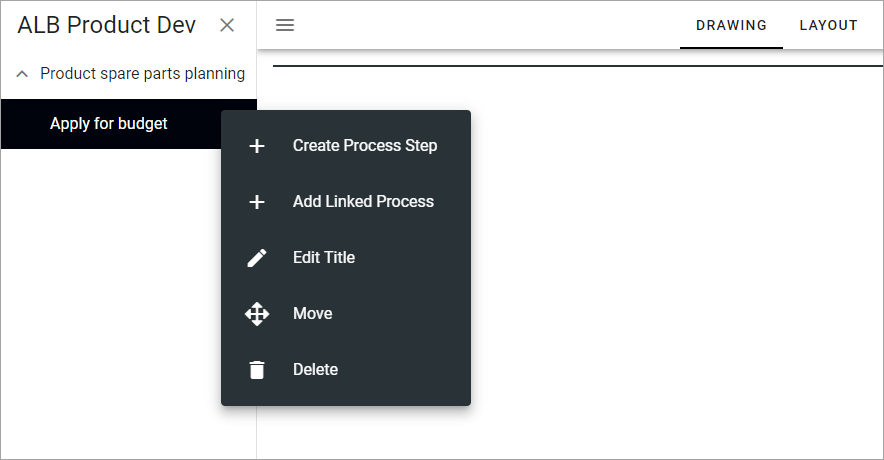 ALB Product Dev
DRAWING
LAYOUT
Product spare parts planning
Apply for budget
Create Process Step
Add Linked Process
Edit Title
Move
Delete